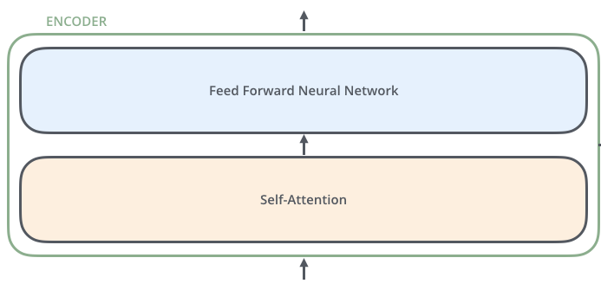 ENCODER
Feed Forward Neural Network
Self-Attention